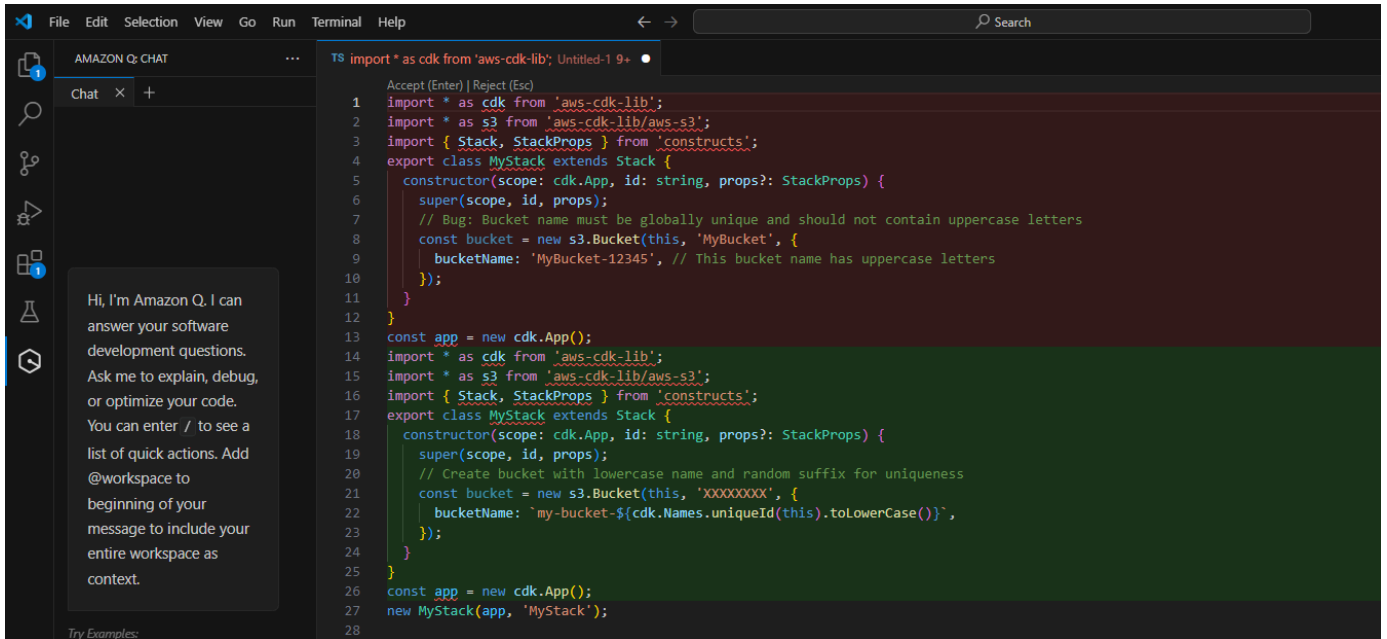 File Edit Selection View Go Run Terminal Help
Search
AMAZON Q: CHAT
Chat
TS import * as cdk from 'aws-cdk-lib'; Untitled-1 9+
Accept (Enter) | Reject (Esc)
1 import * as cdk from 'aws-cdk-lib';
2 import * as s3 from 'aws-cdk-lib/aws-s3';
3 import { Stack, StackProps } from 'constructs';
4 export class MyStack extends Stack {
5 constructor(scope: cdk.App, id: string, props?: StackProps) {
6 super(scope, id, props);
7 // Bug: Bucket name must be globally unique and should not contain uppercase letters
8 const bucket = new s3.Bucket(this, 'MyBucket', {
9 bucketName: 'MyBucket-12345', // This bucket name has uppercase letters
10 });
11 }
12 }
13 const app = new cdk.App();
14 import * as cdk from 'aws-cdk-lib';
15 import * as s3 from 'aws-cdk-lib/aws-s3';
16 import { Stack, StackProps } from 'constructs';
17 export class MyStack extends Stack {
18 constructor(scope: cdk.App, id: string, props?: StackProps) {
19 super(scope, id, props);
20 // Create bucket with lowercase name and random suffix for uniqueness
21 const bucket = new s3.Bucket(this, 'XXXXXXXX', {
22 bucketName: `my-bucket-${cdk.Names.uniqueId(this).toLowerCase()}`,
23 });
24 }
25 }
26 const app = new cdk.App();
27 new MyStack(app, 'MyStack');
28
1
1
Hi, I'm Amazon Q. I can
answer your software
development questions.
Ask me to explain, debug,
or optimize your code.
You can enter / to see a
list of quick actions. Add
@workspace to
beginning of your
message to include your
entire workspace as
context.
Try Examples: